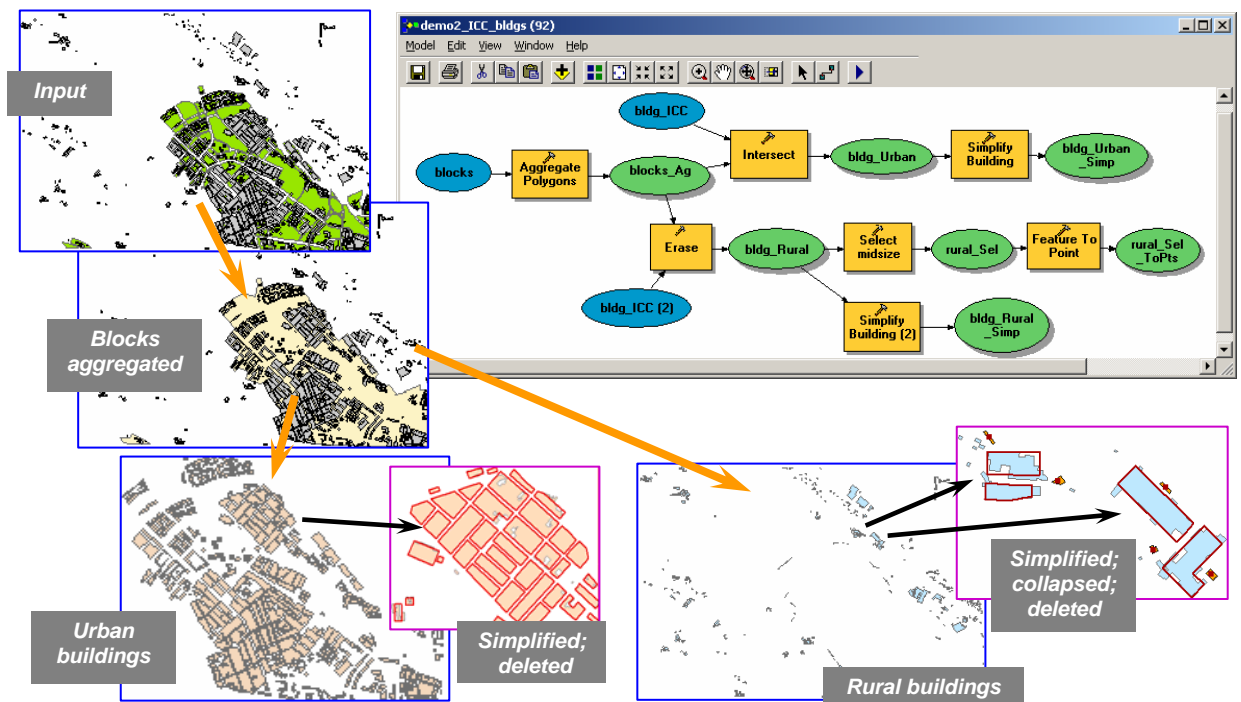 Input
demo2_ICC_bldgs (92)
Model Edit View Window Help
bldg_ICC
blocks
Aggregate
Polygons
blocks_Ag
Intersect
bldg_Urban
Simplify
Building
bldg_Urban
_Simp
Erase
bldg_Rural
Select
midsize
rural_Sel
Feature To
Point
rural_Sel
_ToPts
bldg_ICC (2)
Simplify
Building (2)
bldg_Rural
_Simp
Blocks
aggregated
Urban
buildings
Simplified;
deleted
Simplified;
collapsed;
deleted
Rural buildings